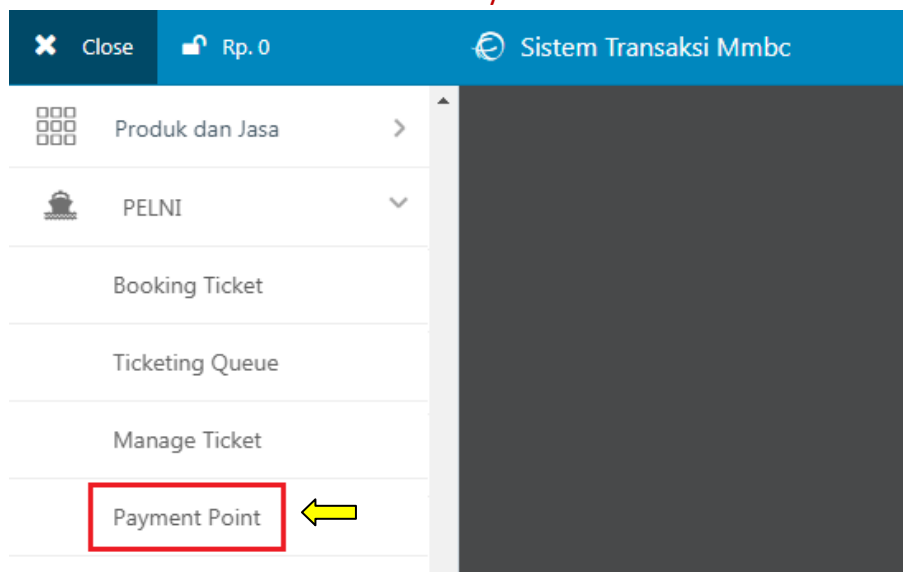 Close Rp. 0 Sistem Transaksi Mmbc
Produk dan Jasa
PELNI
Booking Ticket
Ticketing Queue
Manage Ticket
Payment Point